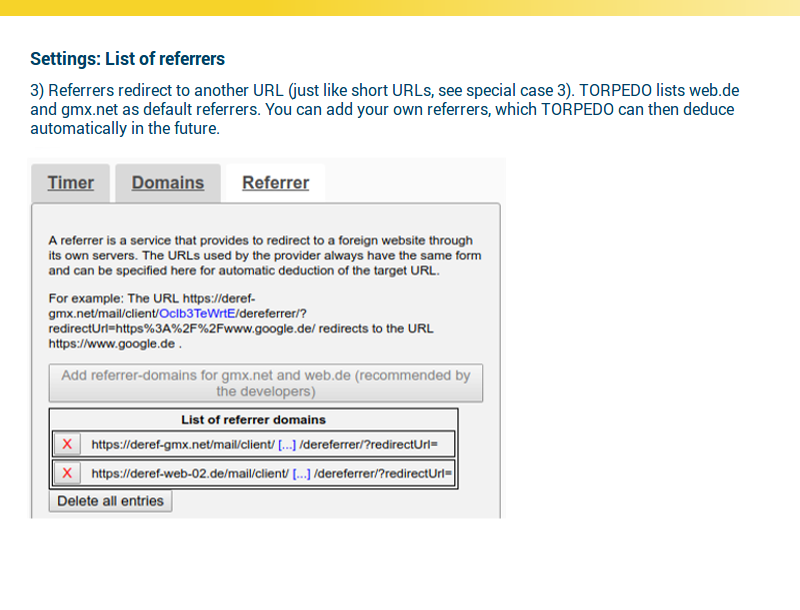 Settings: List of referrers
3) Referrers redirect to another URL (just like short URLs, see special case 3). TORPEDO lists web.de
and gmx.net as default referrers. You can add your own referrers, which TORPEDO can then deduce
automatically in the future.
Timer Domains Referrer
A referrer is a service that provides to redirect to a foreign website through
its own servers. The URLs used by the provider always have the same form
and can be specified here for automatic deduction of the target URL.
For example: The URL https://deref-
gmx.net/mail/client/Oclb3TeWrtE/dereferrer/?
redirectUrl=https%3A%2F%2Fwww.google.de/ redirects to the URL
https://www.google.de .
Add referrer-domains for gmx.net and web.de (recommended by
the developers)
List of referrer domains
X https://deref-gmx.net/mail/client/ [...] /dereferrer/?redirectUrl=
X https://deref-web-02.de/mail/client/ [...] /dereferrer/?redirectUrl=
Delete all entries